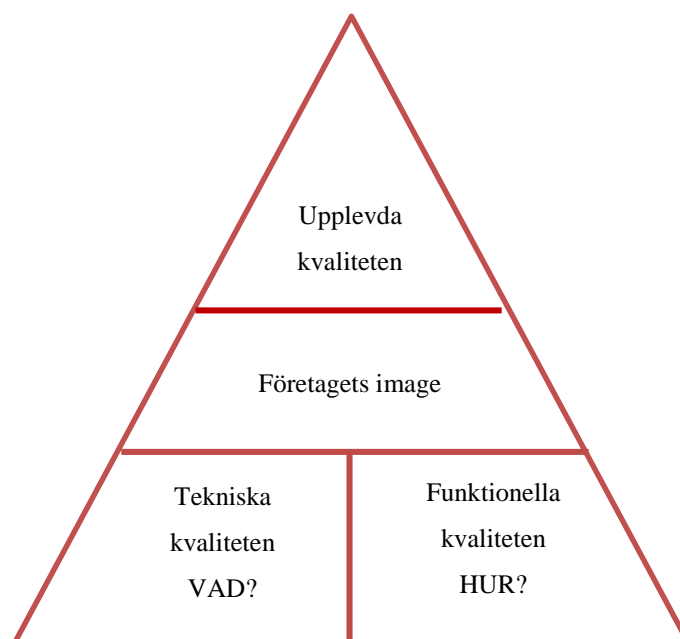 Upplevda
kvaliteten
Företagets image
Tekniska
kvaliteten
VAD?
Funktionella
kvaliteten
HUR?